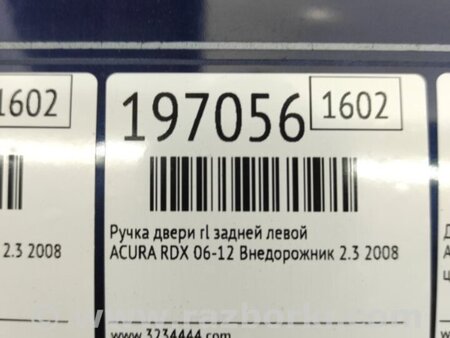 1602
197056
1602
Ручка двери rl задней левой
2.3 2008
ACURA RDX 06-12 Внедорожник 2.3 2008
www.3234444.com